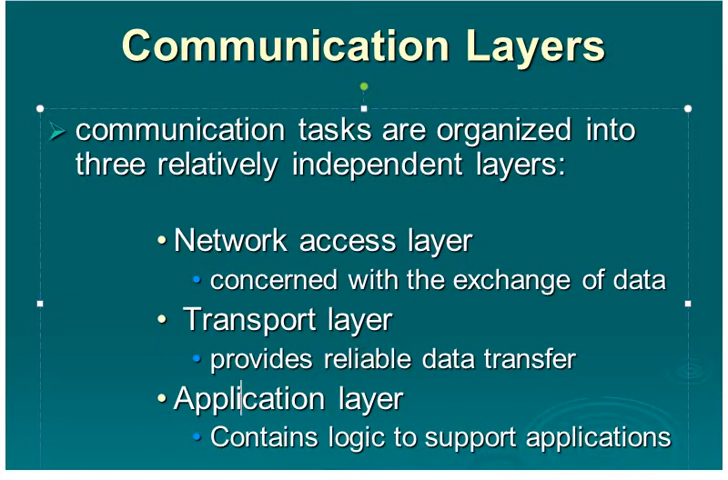 Communication Layers
communication tasks are organized into
three relatively independent layers:
• Network access layer
• concerned with the exchange of data
• Transport layer
• provides reliable data transfer
• Application layer
• Contains logic to support applications